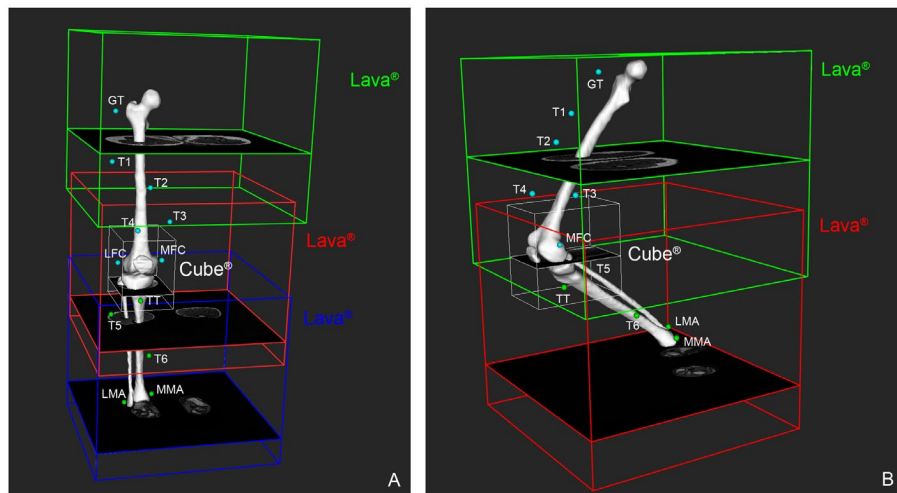 Lava®
GT
T1
T2
T3
T4
Lava®
LFC
MFC
Cube®
TT
T5
Lava®
T6
LMA
MMA
A
Lava®
GT
T1
T2
T4
T3
Lava®
MFC
Cube®
T5
TT
T6
LMA
MMA
B